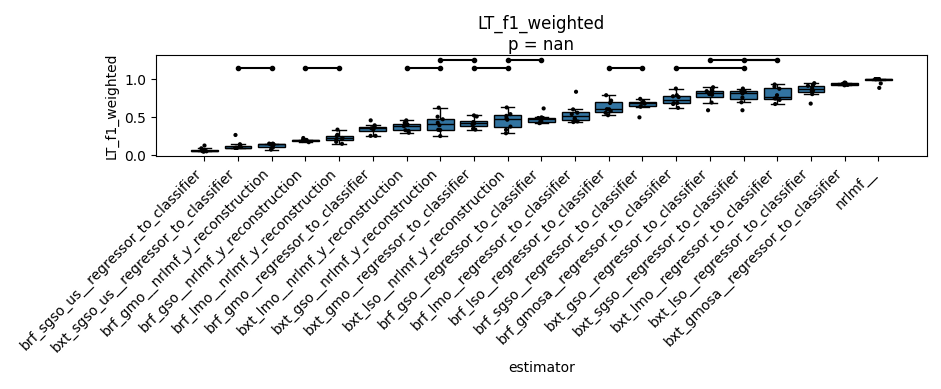 LT_f1_weighted
p = nan
LT_f1_weighted
1.0
0.5
0.0
brf_sgso_us__regressor_to_classifier
bxt_sgso_us__regressor_to_classifier
brf_gmo__nrlmf_y_reconstruction
brf_gso__nrlmf_y_reconstruction
brf_lmo__nrlmf_y_reconstruction
brf_gmo__regressor_to_classifier
bxt_lmo__nrlmf_y_reconstruction
bxt_gso__nrlmf_y_reconstruction
bxt_gmo__regressor_to_classifier
bxt_lso__nrlmf_y_reconstruction
brf_gso__regressor_to_classifier
brf_lmo__regressor_to_classifier
brf_lso__regressor_to_classifier
brf_sgso__regressor_to_classifier
brf_gmosa__regressor_to_classifier
bxt_gso__regressor_to_classifier
bxt_sgso__regressor_to_classifier
bxt_lmo__regressor_to_classifier
bxt_lso__regressor_to_classifier
bxt_gmosa__regressor_to_classifier
nrlmf__
estimator